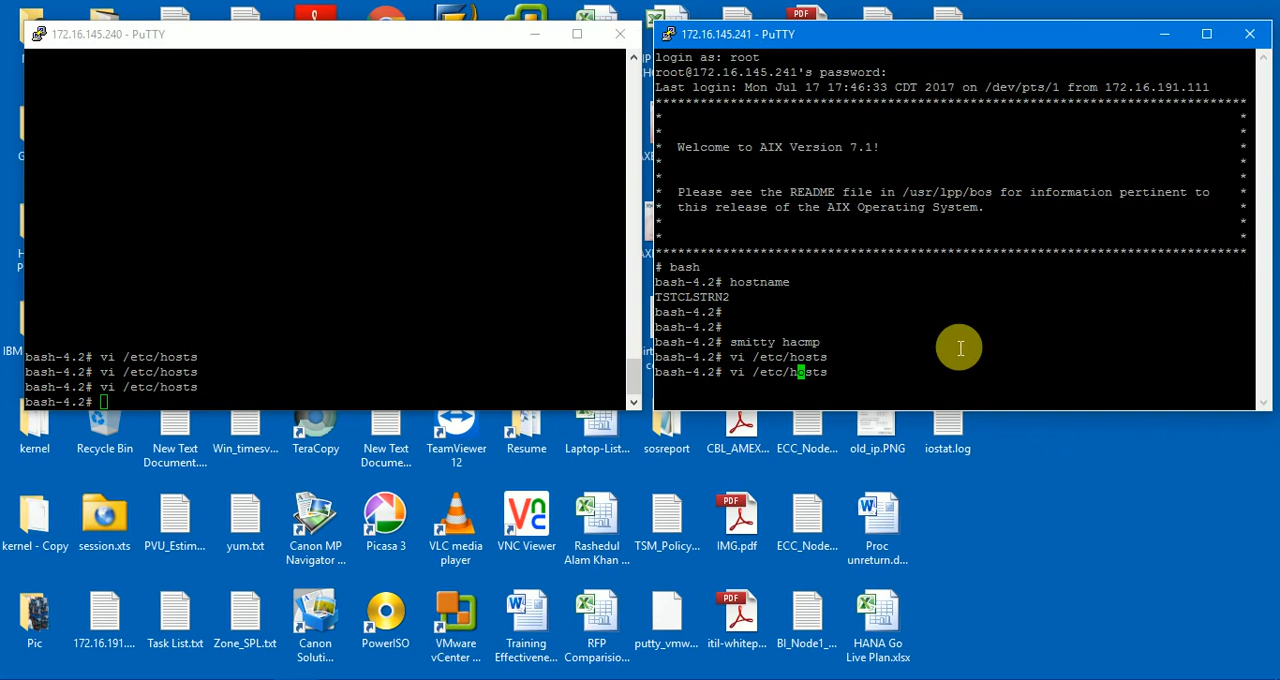 172.16.145.240 - PuTTY
bash-4.2# vi /etc/hosts
bash-4.2# vi /etc/hosts
bash-4.2# vi /etc/hosts
bash-4.2#
172.16.145.241 - PuTTY
login as: root
root@172.16.145.241's password:
Last login: Mon Jul 17 17:46:33 CDT 2017 on /dev/pts/1 from 172.16.191.111
*******************************************************************************
* *
* *
* Welcome to AIX Version 7.1! *
* *
* *
* Please see the README file in /usr/lpp/bos for information pertinent to *
* this release of the AIX Operating System. *
* *
* *
*******************************************************************************
# bash
bash-4.2# hostname
TSTCLSTRN2
bash-4.2#
bash-4.2#
bash-4.2# smitty hacmp
bash-4.2# vi /etc/hosts
bash-4.2# vi /etc/hosts
kernel
Recycle Bin
New Text
Document....
Win_timesv...
TeraCopy
New Text
Docume...
TeamViewer
12
Resume
Laptop-List...
sosreport
CBL_AMEX...
ECC_Node...
old_ip.PNG
iostat.log
kernel - Copy
session.xts
PVU_Estim...
yum.txt
Canon MP
Navigator ...
Picasa 3
VLC media
player
VNC Viewer
Rashedul
Alam Khan ...
TSM_Policy...
IMG.pdf
ECC_Node...
Proc
unreturn.d...
Pic
172.16.191....
Task List.txt
Zone_SPL.txt
Canon
Soluti...
PowerISO
VMware
vCenter ...
Training
Effectivene...
RFP
Comparision...
putty_vmw...
itil-whitep...
BI_Node1_...
HANA Go
Live Plan.xlsx